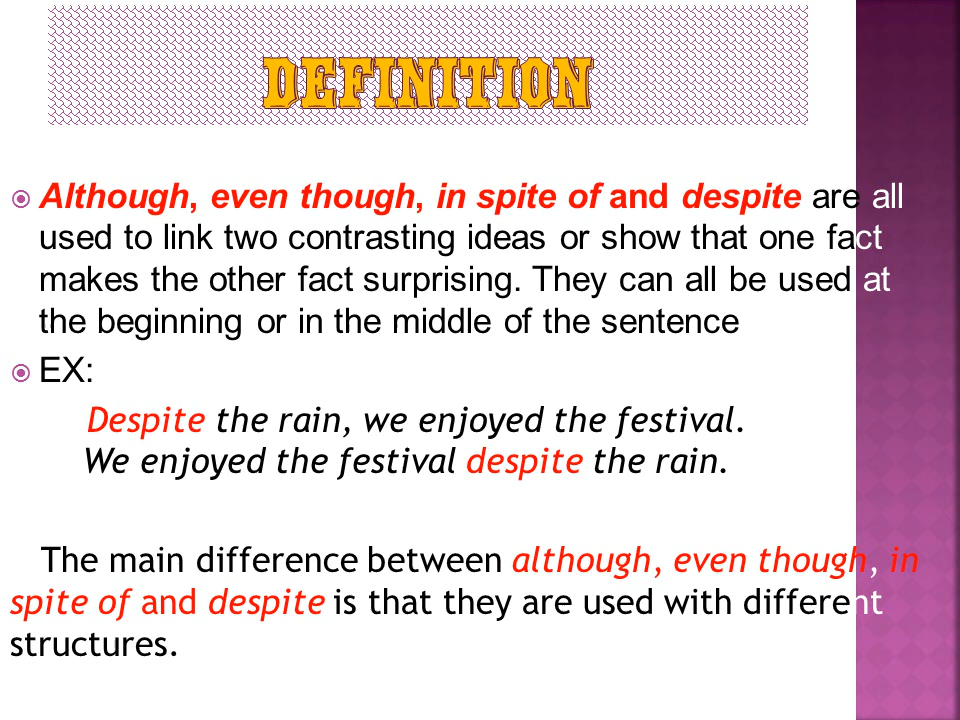 DEFINITION
Although, even though, in spite of and despite are all
used to link two contrasting ideas or show that one fact
makes the other fact surprising. They can all be used at
the beginning or in the middle of the sentence
EX:
Despite the rain, we enjoyed the festival.
We enjoyed the festival despite the rain.
The main difference between although, even though, in
spite of and despite is that they are used with different
structures.